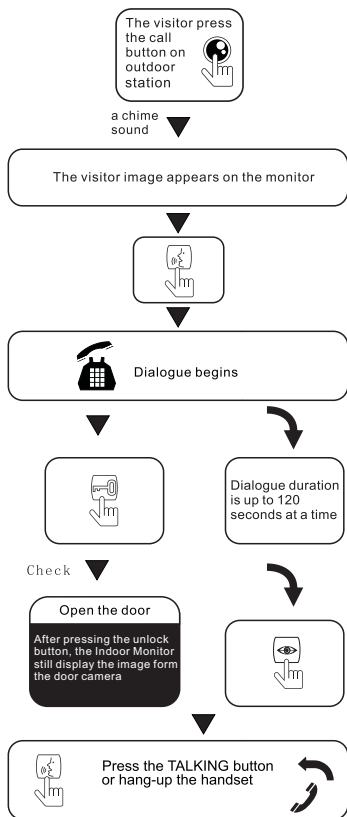 The visitor press
the call
button on
outdoor
station
a chime
sound
The visitor image appears on the monitor
Dialogue begins
Dialogue duration
is up to 120
seconds at a time
Check
Open the door
After pressing the unlock
button, the Indoor Monitor
still display the image form
the door camera
Press the TALKING button
or hang-up the handset